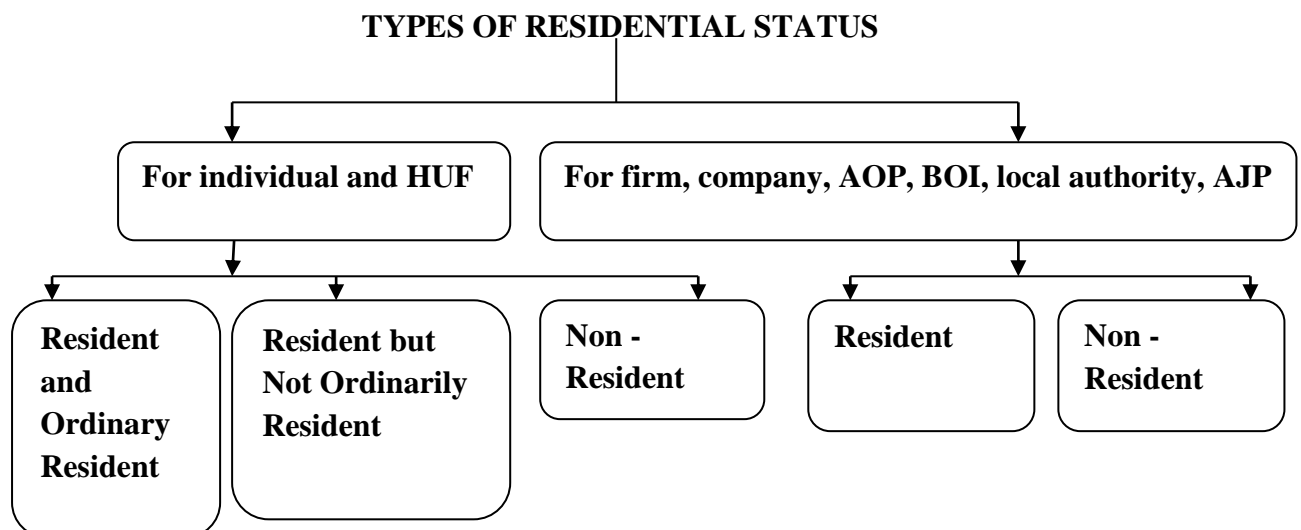 TYPES OF RESIDENTIAL STATUS
For individual and HUF
For firm, company, AOP, BOI, local authority, AJP
Resident
and
Ordinary
Resident
Resident but
Not Ordinarily
Resident
Non -
Resident
Resident
Non -
Resident